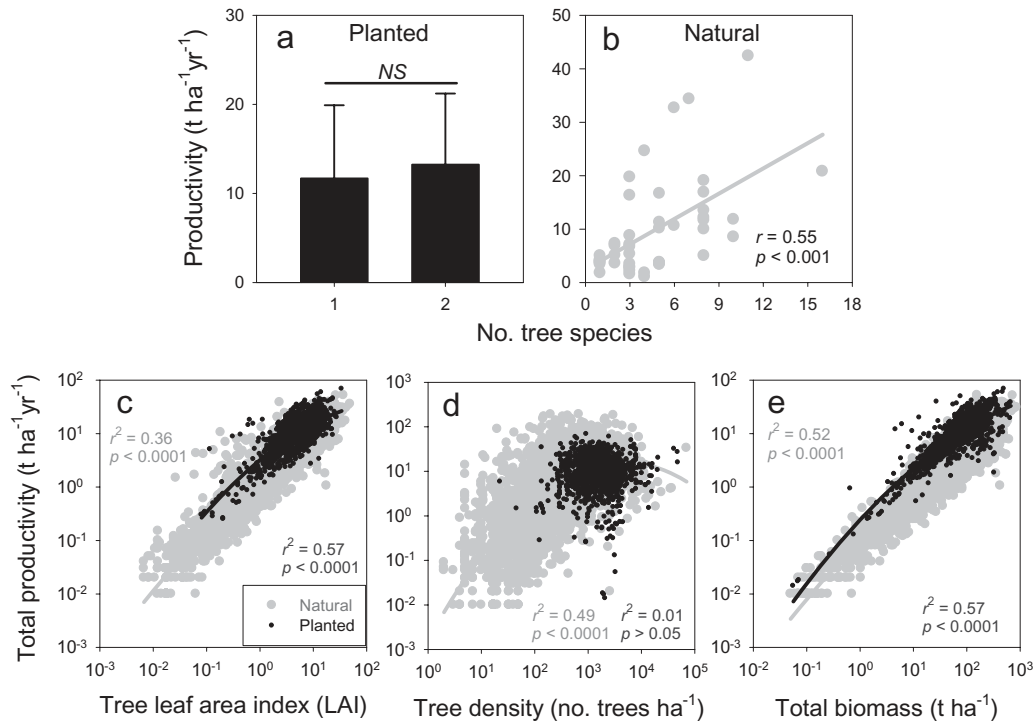 a
Planted
NS
30
20
10
0
1
2
Productivity (t ha⁻¹yr⁻¹)
b
Natural
50
40
30
20
10
0
r = 0.55
p < 0.001
0 3 6 9 12 15 18
No. tree species
Total productivity (t ha⁻¹yr⁻¹)
c
10²
10¹
10⁰
10⁻¹
10⁻²
10⁻³
r² = 0.36
p < 0.0001
r² = 0.57
p < 0.0001
Natural
Planted
10⁻³ 10⁻² 10⁻¹ 10⁰ 10¹ 10²
Tree leaf area index (LAI)
d
10³
10²
10¹
10⁰
10⁻¹
10⁻²
10⁻³
r² = 0.49
p < 0.0001
r² = 0.01
p > 0.05
10⁰ 10¹ 10² 10³ 10⁴ 10⁵
Tree density (no. trees ha⁻¹)
e
10²
10¹
10⁰
10⁻¹
10⁻²
10⁻³
r² = 0.52
p < 0.0001
r² = 0.57
p < 0.0001
10⁻² 10⁻¹ 10⁰ 10¹ 10² 10³
Total biomass (t ha⁻¹)